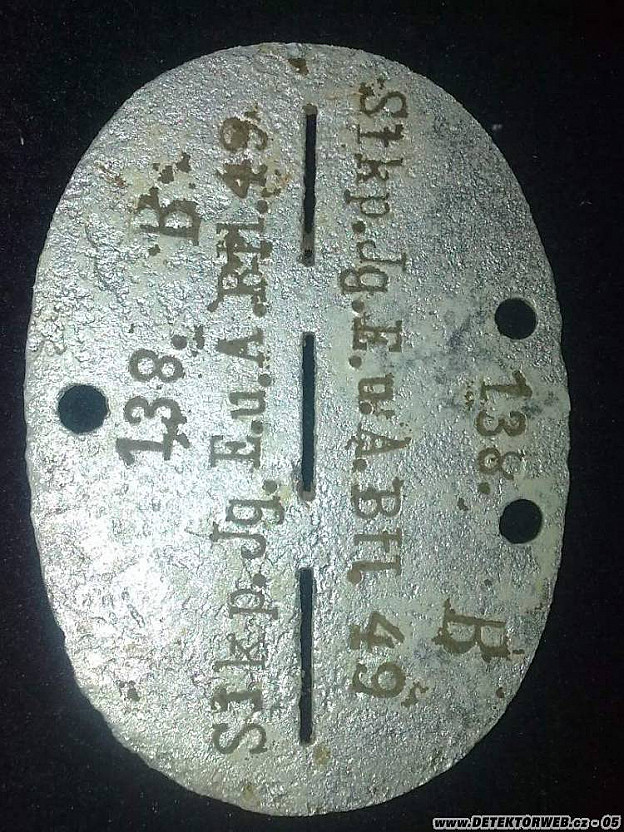 138. B.
Stkp. Jg. E.u.A.Btl.49
138. B
Stkp.Jg.E.u.A.Btl 49
www.DETEKTORWEB.cz - 05